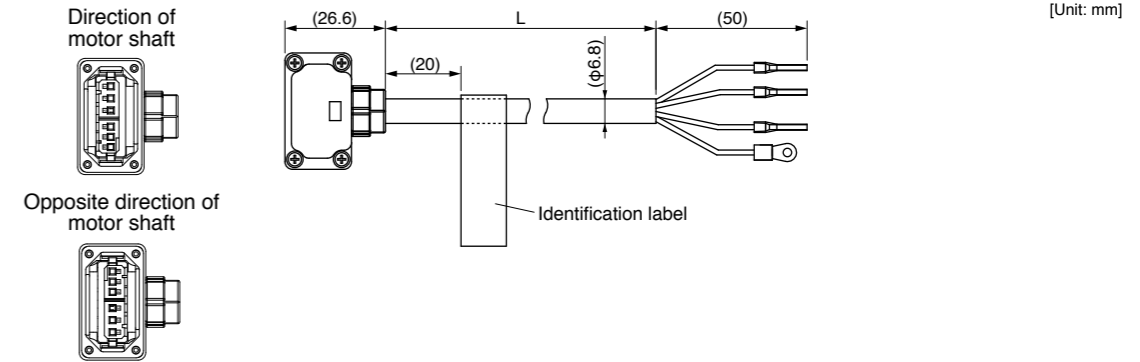 Direction of
motor shaft
(26.6)
L
(50)
[Unit: mm]
(20)
(ϕ6.8)
Identification label
Opposite direction of
motor shaft